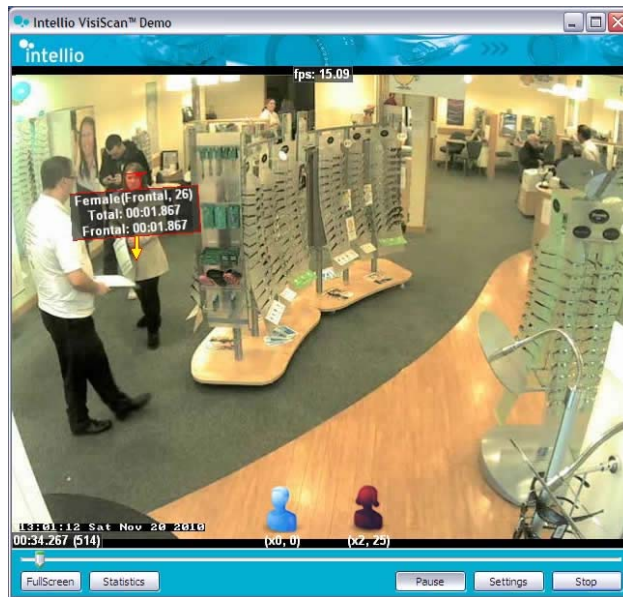 Intellio VisiScan™ Demo
intellio
fps: 15.09
Female(Frontal, 26)
Total: 00:01.867
Frontal: 00:01.867
13:01:12 Sat Nov 20 2010
00:34.267 (514)
(x0, 0)
(x2, 25)
FullScreen
Statistics
Pause
Settings
Stop